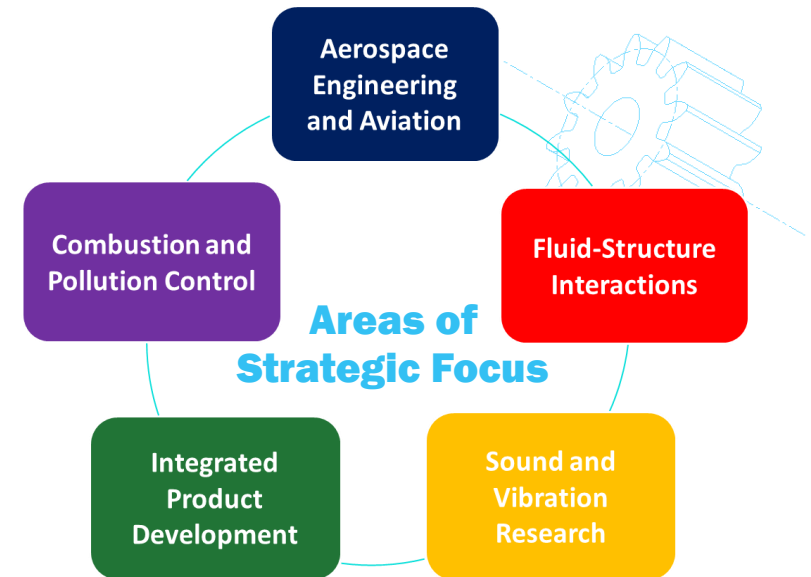 Aerospace
Engineering
and Aviation
Combustion and
Pollution Control
Fluid-Structure
Interactions
Areas of
Strategic Focus
Integrated
Product
Development
Sound and
Vibration
Research